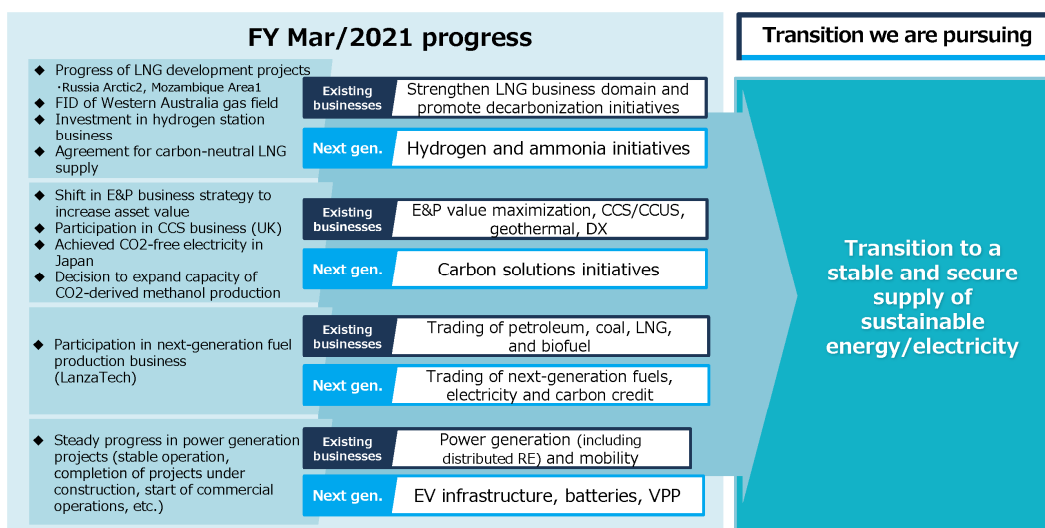 FY Mar/2021 progress
Transition we are pursuing
◆ Progress of LNG development projects
・Russia Arctic2, Mozambique Area1
◆ FID of Western Australia gas field
◆ Investment in hydrogen station
business
◆ Agreement for carbon-neutral LNG
supply
Existing
businesses
Strengthen LNG business domain and
promote decarbonization initiatives
Next gen.
Hydrogen and ammonia initiatives
◆ Shift in E&P business strategy to
increase asset value
◆ Participation in CCS business (UK)
◆ Achieved CO2-free electricity in
Japan
◆ Decision to expand capacity of
CO2-derived methanol production
Existing
businesses
E&P value maximization, CCS/CCUS,
geothermal, DX
Next gen.
Carbon solutions initiatives
◆ Participation in next-generation fuel
production business
(LanzaTech)
Existing
businesses
Trading of petroleum, coal, LNG,
and biofuel
Next gen.
Trading of next-generation fuels,
electricity and carbon credit
◆ Steady progress in power generation
projects (stable operation,
completion of projects under
construction, start of commercial
operations, etc.)
Existing
businesses
Power generation (including
distributed RE) and mobility
Next gen.
EV infrastructure, batteries, VPP
Transition to a
stable and secure
supply of
sustainable
energy/electricity